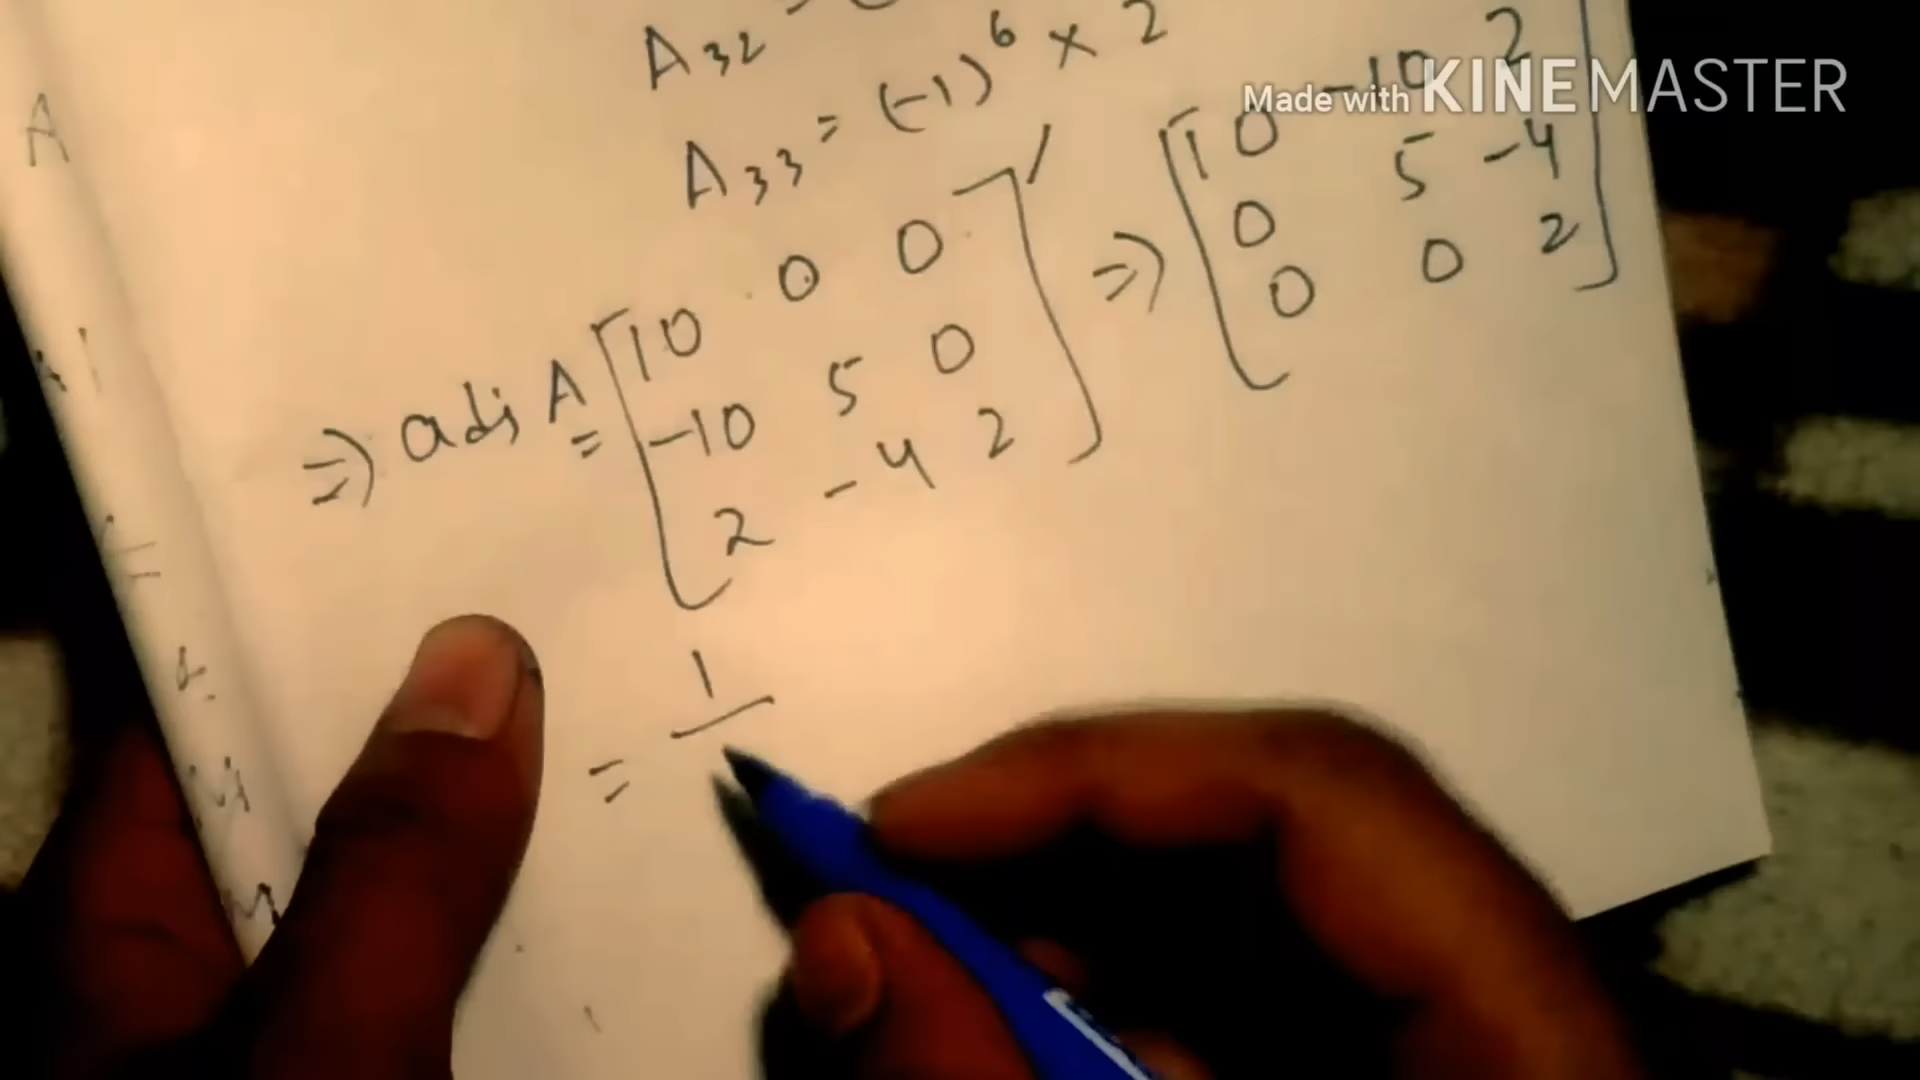 A32 =
A33 = (-1)^6 × 2
Made with KINEMASTER
⇒ adj A = [10 0 0
-10 5 0
2 -4 2]' ⇒ [10 -10 2
0 5 -4
0 0 2]
= 1/